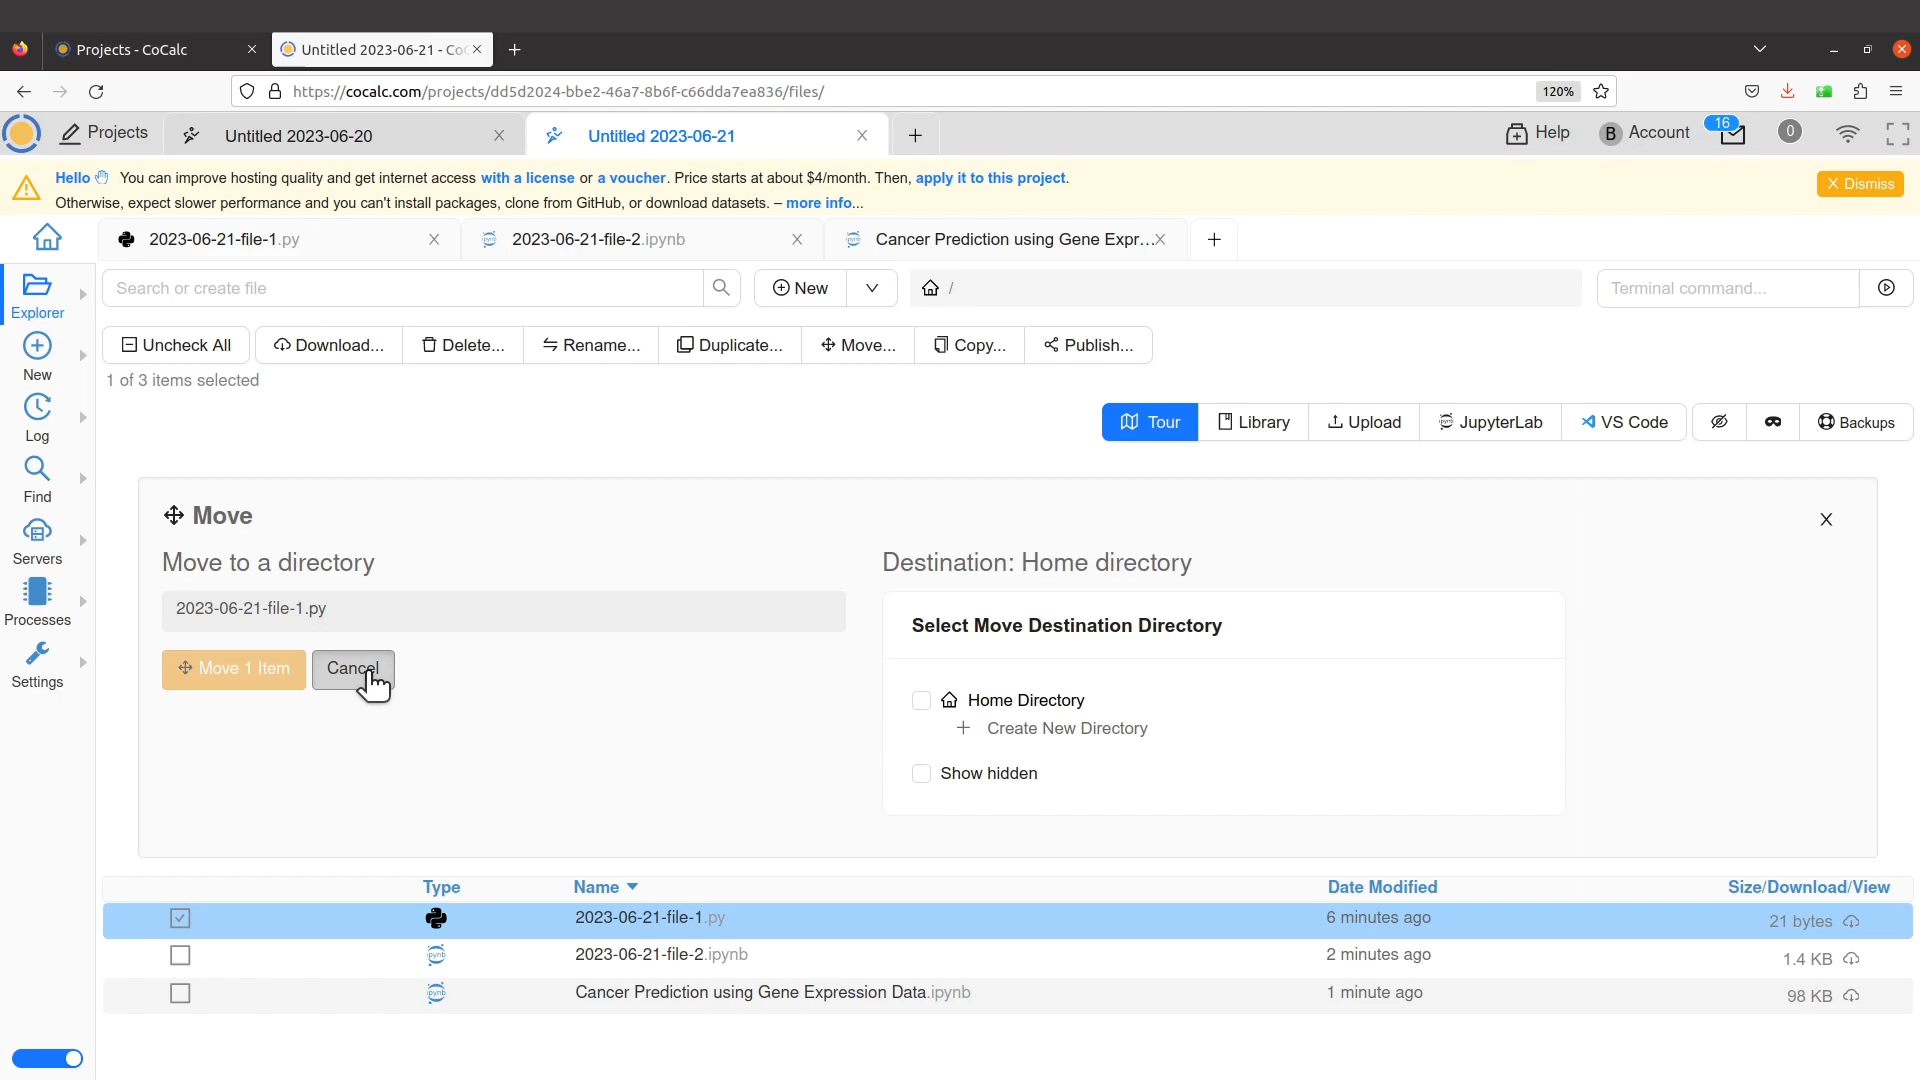 Projects - CoCalc
Untitled 2023-06-21 - Co
https://cocalc.com/projects/dd5d2024-bbe2-46a7-8b6f-c66dda7ea836/files/
120%
Projects
Untitled 2023-06-20
Untitled 2023-06-21
Help
B Account
16
0
Hello You can improve hosting quality and get internet access with a license or a voucher. Price starts at about $4/month. Then, apply it to this project.
Otherwise, expect slower performance and you can't install packages, clone from GitHub, or download datasets. – more info...
Dismiss
2023-06-21-file-1.py
2023-06-21-file-2.ipynb
Cancer Prediction using Gene Expr...
Explorer
Search or create file
New
/
Terminal command...
Uncheck All
Download...
Delete...
Rename...
Duplicate...
Move...
Copy...
Publish...
New
1 of 3 items selected
Log
Tour
Library
Upload
JupyterLab
VS Code
Backups
Find
Servers
Processes
Settings
Move
Move to a directory
2023-06-21-file-1.py
Move 1 Item
Cancel
Destination: Home directory
Select Move Destination Directory
Home Directory
Create New Directory
Show hidden
Type Name Date Modified Size/Download/View
2023-06-21-file-1.py 6 minutes ago 21 bytes
2023-06-21-file-2.ipynb 2 minutes ago 1.4 KB
Cancer Prediction using Gene Expression Data.ipynb 1 minute ago 98 KB